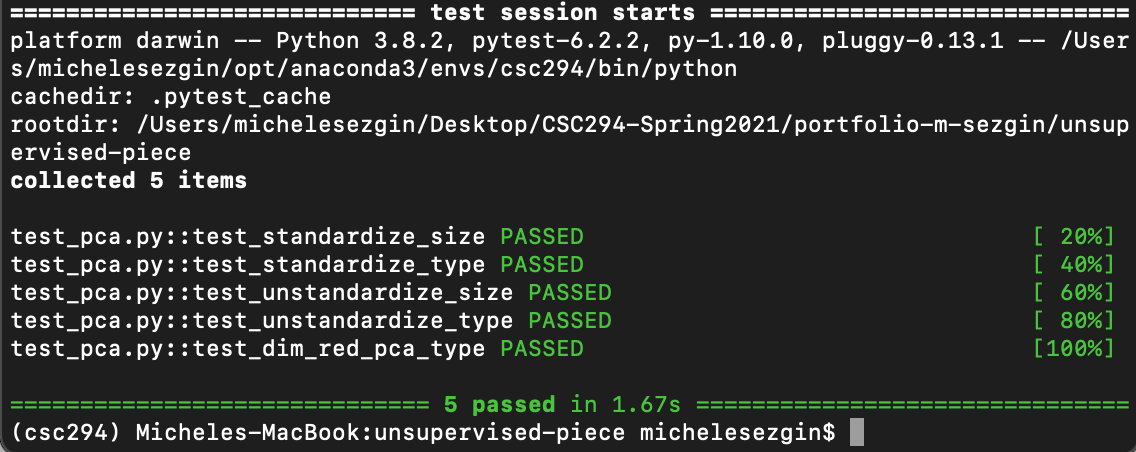 ============================= test session starts ==============================
platform darwin -- Python 3.8.2, pytest-6.2.2, py-1.10.0, pluggy-0.13.1 -- /User
s/michelesezgin/opt/anaconda3/envs/csc294/bin/python
cachedir: .pytest_cache
rootdir: /Users/michelesezgin/Desktop/CSC294-Spring2021/portfolio-m-sezgin/unsup
ervised-piece
collected 5 items
test_pca.py::test_standardize_size PASSED [ 20%]
test_pca.py::test_standardize_type PASSED [ 40%]
test_pca.py::test_unstandardize_size PASSED [ 60%]
test_pca.py::test_unstandardize_type PASSED [ 80%]
test_pca.py::test_dim_red_pca_type PASSED [100%]
============================== 5 passed in 1.67s ===============================
(csc294) Micheles-MacBook:unsupervised-piece michelesezgin$